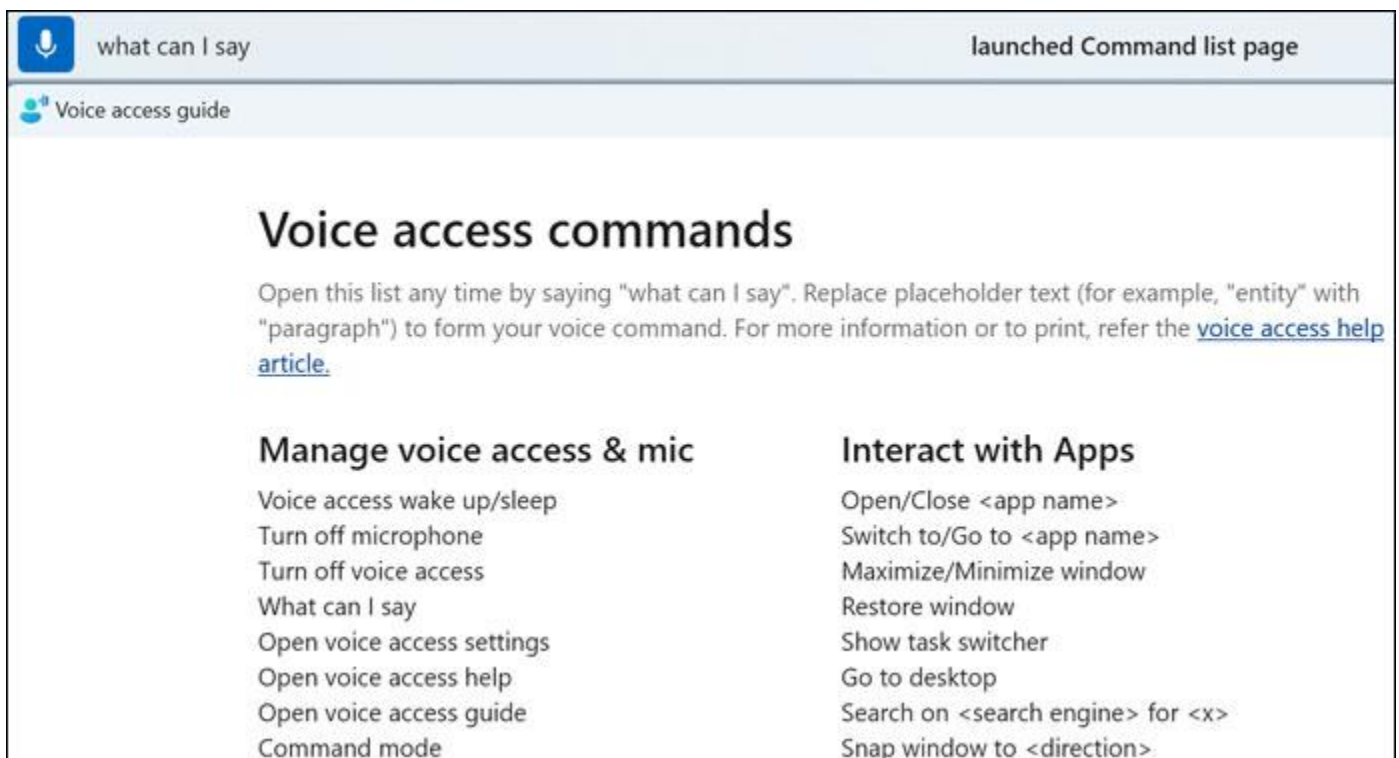 what can I say
launched Command list page
Voice access guide
Voice access commands
Open this list any time by saying "what can I say". Replace placeholder text (for example, "entity" with
"paragraph") to form your voice command. For more information or to print, refer the voice access help
article.
Manage voice access & mic
Voice access wake up/sleep
Turn off microphone
Turn off voice access
What can I say
Open voice access settings
Open voice access help
Open voice access guide
Command mode
Interact with Apps
Open/Close <app name>
Switch to/Go to <app name>
Maximize/Minimize window
Restore window
Show task switcher
Go to desktop
Search on <search engine> for <x>
Snap window to <direction>